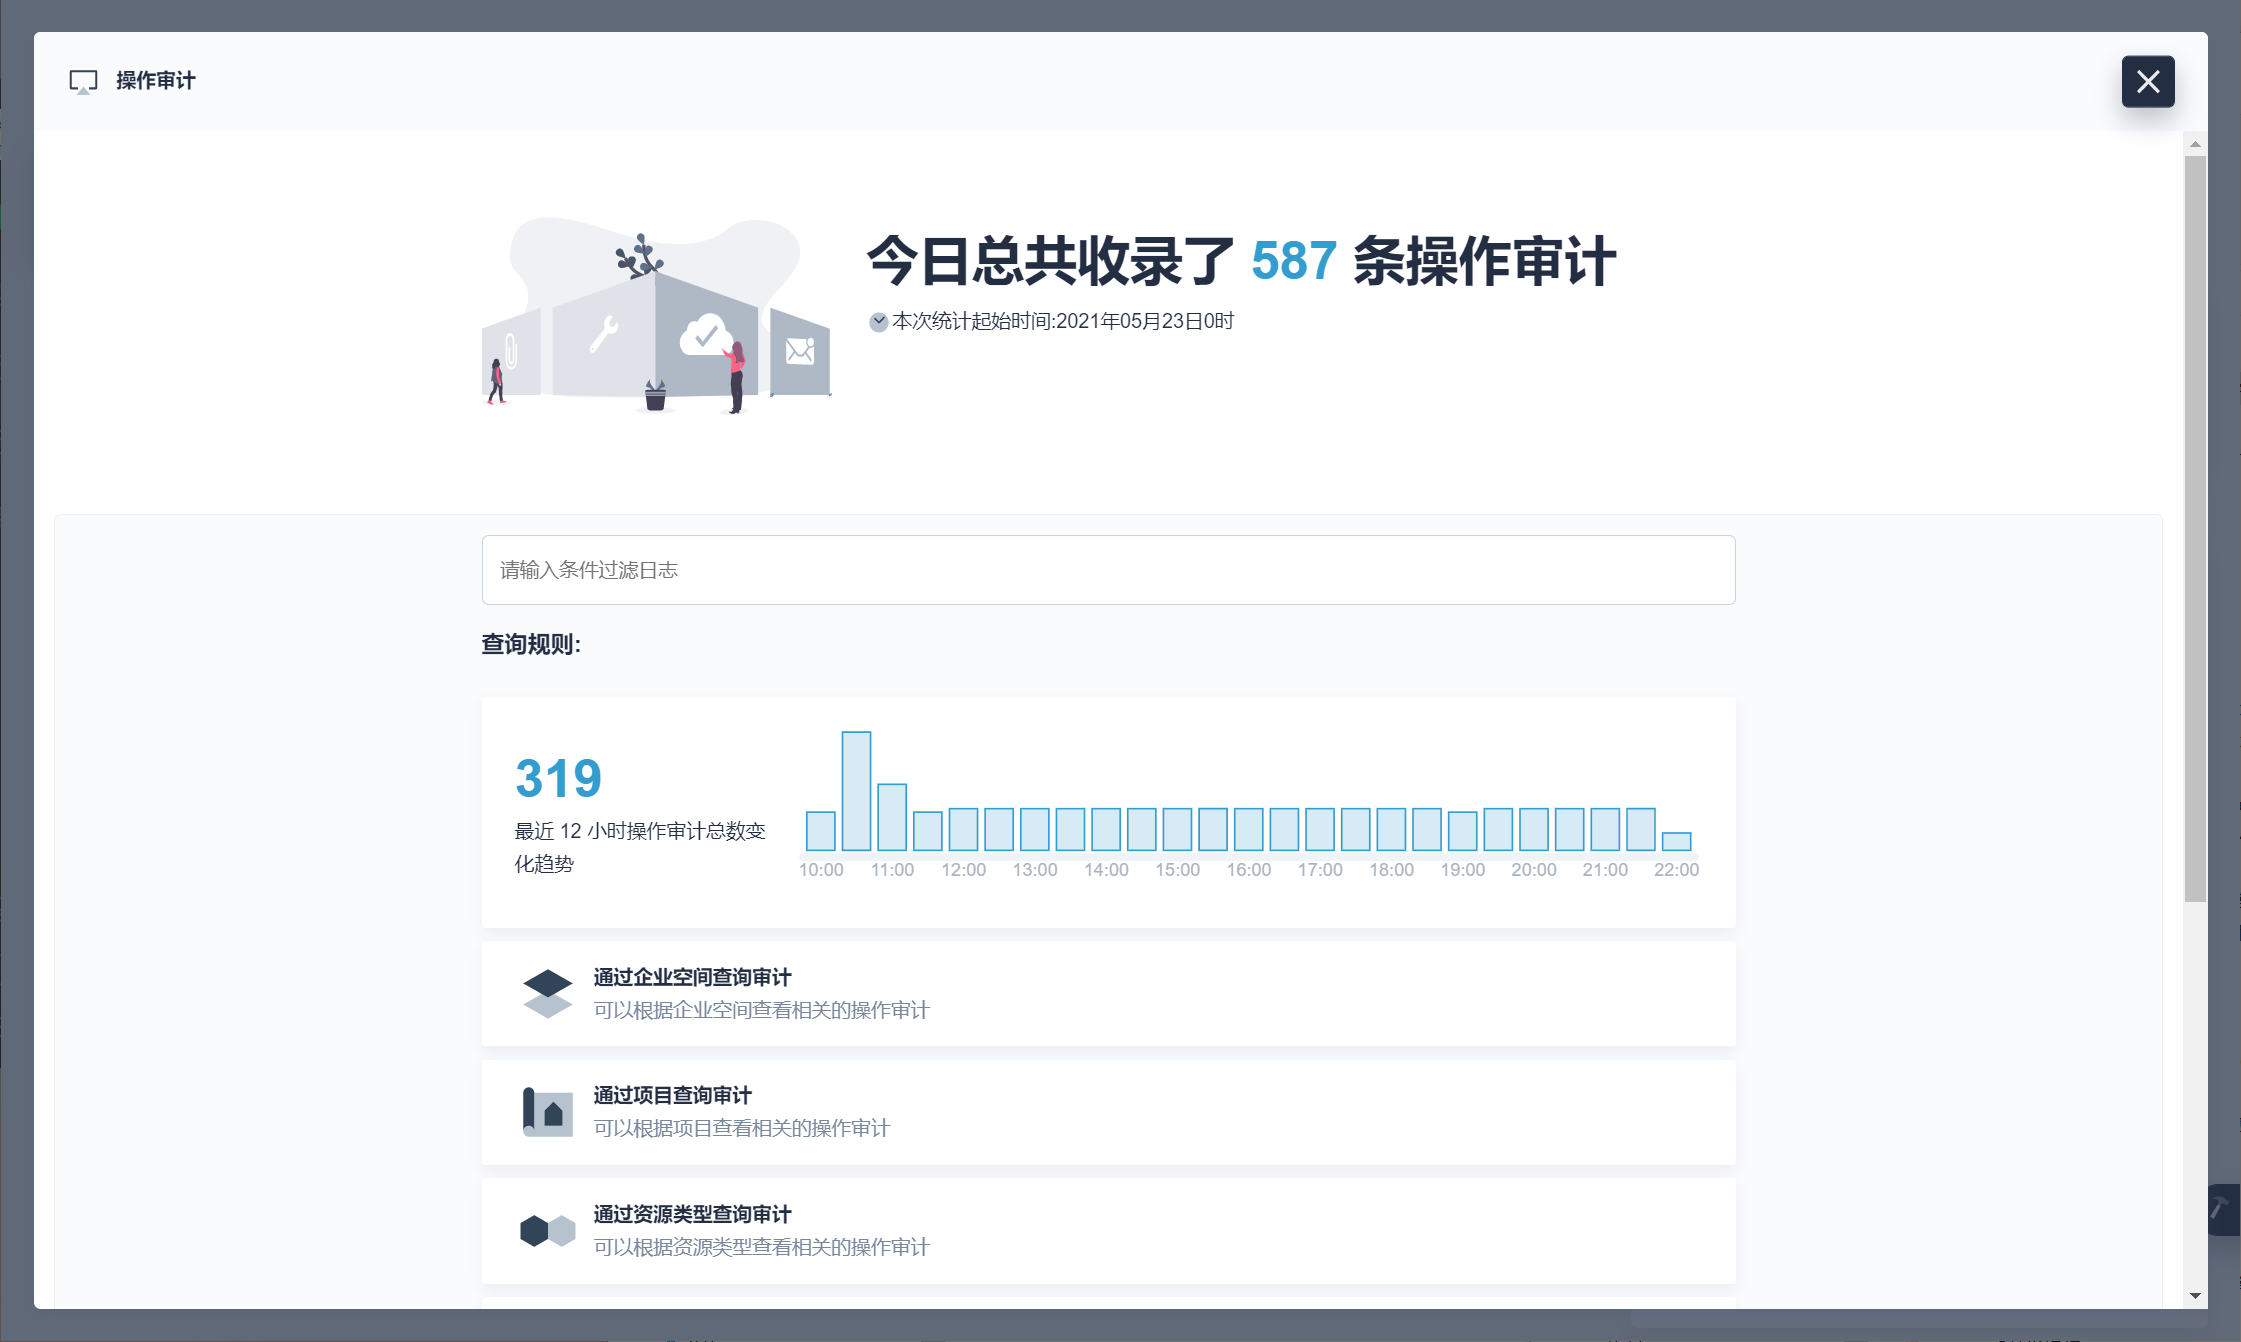 操作审计
今日总共收录了 587 条操作审计
本次统计起始时间:2021年05月23日0时
请输入条件过滤日志
查询规则:
319
最近 12 小时操作审计总数变
化趋势
10:00 11:00 12:00 13:00 14:00 15:00 16:00 17:00 18:00 19:00 20:00 21:00 22:00
通过企业空间查询审计
可以根据企业空间查看相关的操作审计
通过项目查询审计
可以根据项目查看相关的操作审计
通过资源类型查询审计
可以根据资源类型查看相关的操作审计